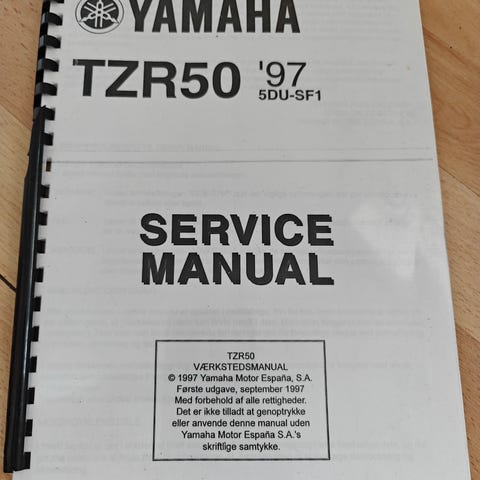 YAMAHA
TZR50 '97
5DU-SF1
SERVICE
MANUAL
TZR50
VÆRKSTEDSMANUAL
© 1997 Yamaha Motor España, S.A.
Første udgave, september 1997
Med forbehold af alle rettigheder.
Det er ikke tilladt at genoptrykke
eller anvende denne manual uden
Yamaha Motor España S.A.'s
skriftlige samtykke.